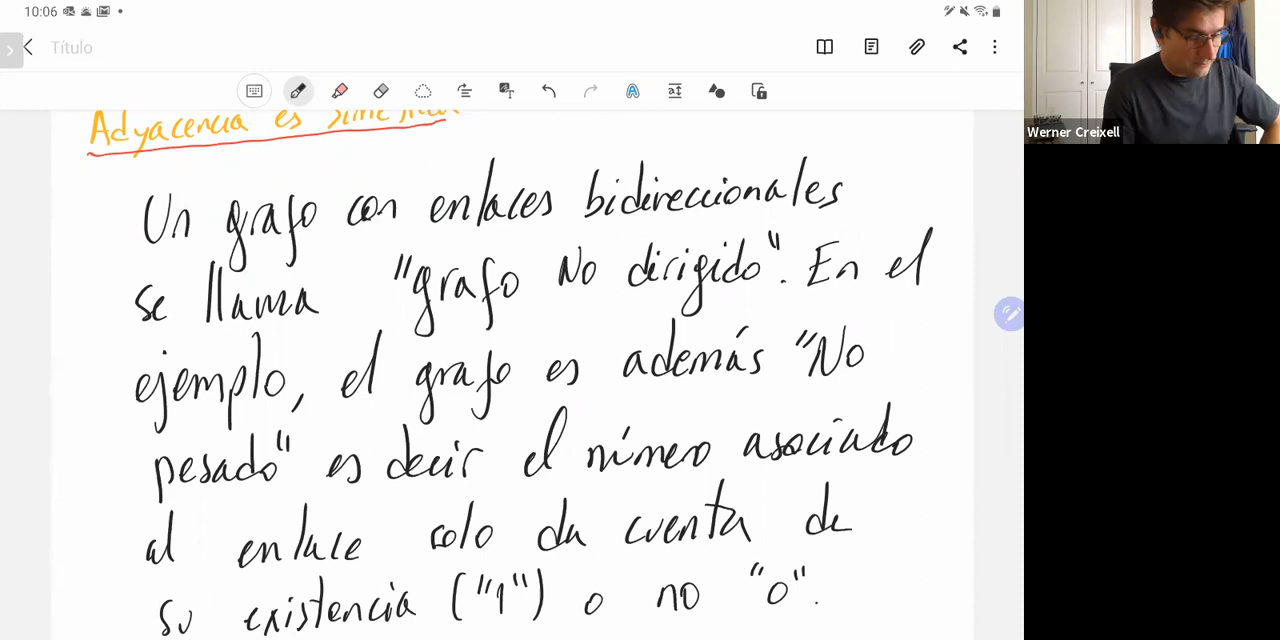 10:06
Título
Werner Creixell
Adyacencia es simétrica
Un grafo con enlaces bidireccionales
se llama "grafo No dirigido". En el
ejemplo, el grafo es además "No
pesado" es decir el número asociado
al enlace solo da cuenta de
su existencia ("1") o no "0".